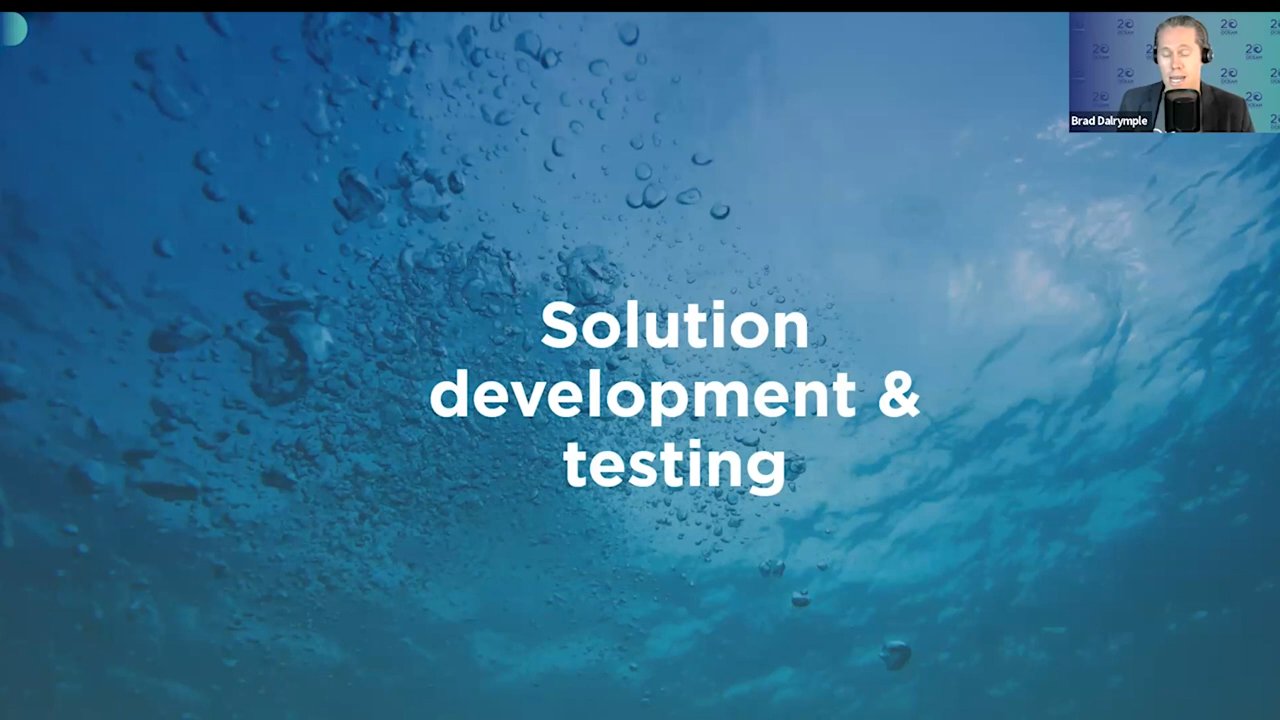 Brad Dalrymple
Solution
development &
testing